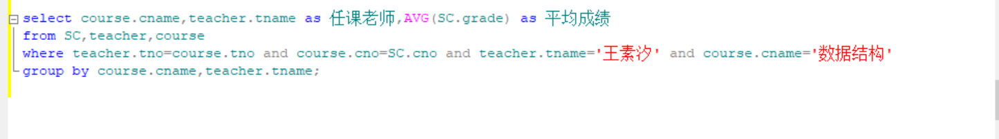 select course.cname,teacher.tname as 任课老师,AVG(SC.grade) as 平均成绩
from SC,teacher,course
where teacher.tno=course.tno and course.cno=SC.cno and teacher.tname='王素汐' and course.cname='数据结构'
group by course.cname,teacher.tname;